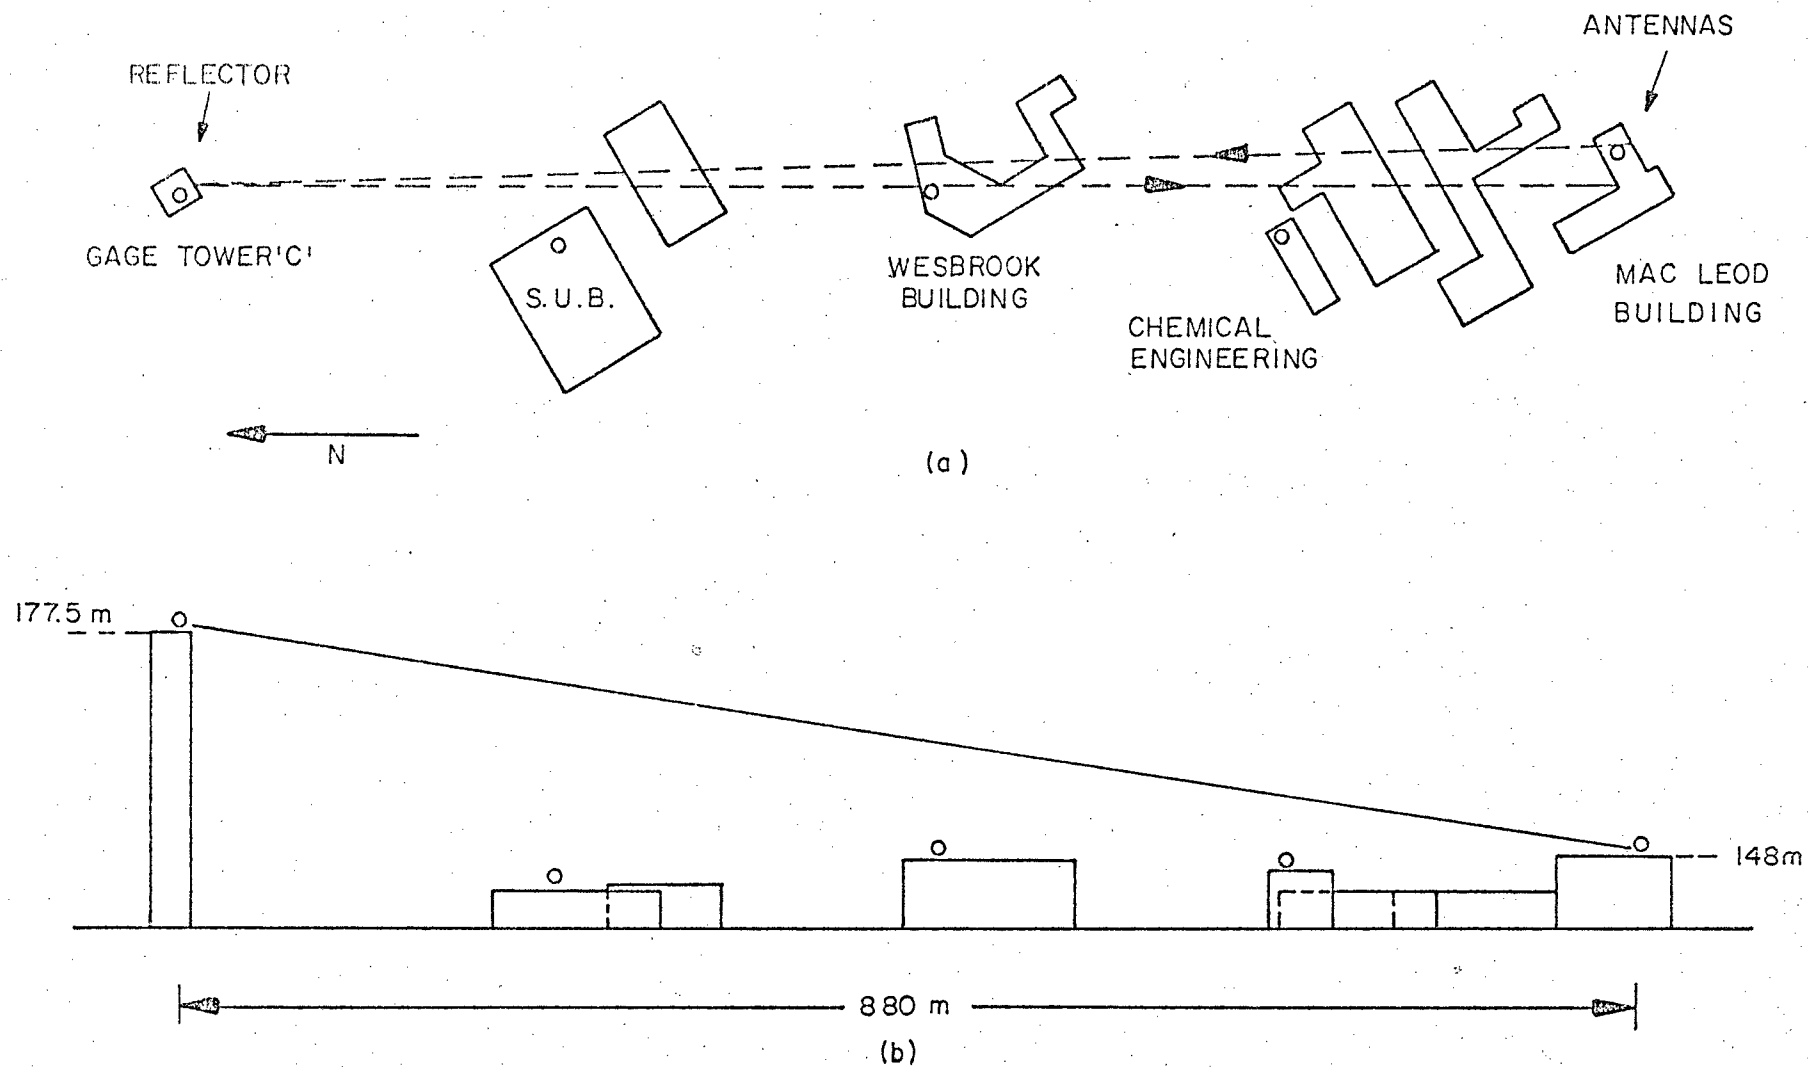 ANTENNAS
REFLECTOR
GAGE TOWER 'C'
S.U.B.
WESBROOK
BUILDING
CHEMICAL
ENGINEERING
MAC LEOD
BUILDING
N
(a)
177.5 m
148m
880 m
(b)